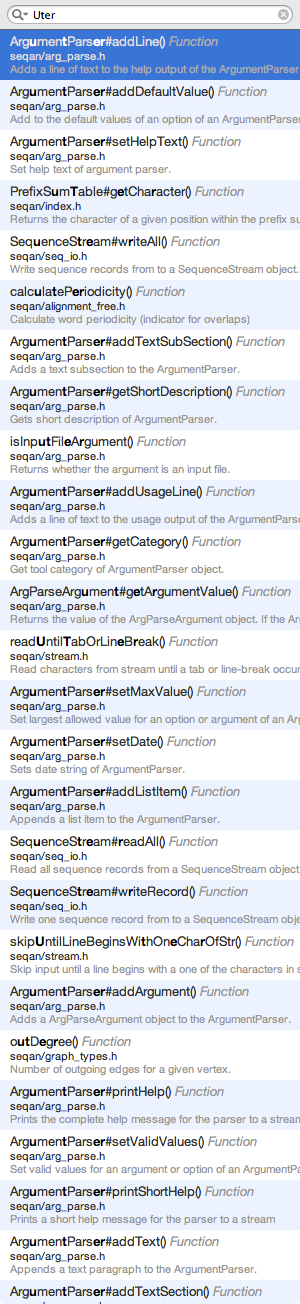 Uter
ArgumentParser#addLine() Function
seqan/arg_parse.h
Adds a line of text to the help output of the ArgumentParser
ArgumentParser#addDefaultValue() Function
seqan/arg_parse.h
Add to the default values of an option of an ArgumentParser
ArgumentParser#setHelpText() Function
seqan/arg_parse.h
Set help text of argument parser.
PrefixSumTable#getCharacter() Function
seqan/index.h
Returns the character of a given position within the prefix su
SequenceStream#writeAll() Function
seqan/seq_io.h
Write sequence records from to a SequenceStream object.
calculatePeriodicity() Function
seqan/alignment_free.h
Calculate word periodicity (indicator for overlaps)
ArgumentParser#addTextSubSection() Function
seqan/arg_parse.h
Adds a text subsection to the ArgumentParser.
ArgumentParser#getShortDescription() Function
seqan/arg_parse.h
Gets short description of ArgumentParser.
isInputFileArgument() Function
seqan/arg_parse.h
Returns whether the argument is an input file.
ArgumentParser#addUsageLine() Function
seqan/arg_parse.h
Adds a line of text to the usage output of the ArgumentParse
ArgumentParser#getCategory() Function
seqan/arg_parse.h
Get tool category of ArgumentParser object.
ArgParseArgument#getArgumentValue() Function
seqan/arg_parse.h
Returns the value of the ArgParseArgument object. If the Ar
readUntilTabOrLineBreak() Function
seqan/stream.h
Read characters from stream until a tab or line-break occur
ArgumentParser#setMaxValue() Function
seqan/arg_parse.h
Set largest allowed value for an option or argument of an Arg
ArgumentParser#setDate() Function
seqan/arg_parse.h
Sets date string of ArgumentParser.
ArgumentParser#addListItem() Function
seqan/arg_parse.h
Appends a list item to the ArgumentParser.
SequenceStream#readAll() Function
seqan/seq_io.h
Read all sequence records from a SequenceStream object
SequenceStream#writeRecord() Function
seqan/seq_io.h
Write one sequence record from to a SequenceStream obje
skipUntilLineBeginsWithOneCharOfStr() Function
seqan/stream.h
Skip input until a line begins with a one of the characters in s
ArgumentParser#addArgument() Function
seqan/arg_parse.h
Adds a ArgParseArgument object to the ArgumentParser.
outDegree() Function
seqan/graph_types.h
Number of outgoing edges for a given vertex.
ArgumentParser#printHelp() Function
seqan/arg_parse.h
Prints the complete help message for the parser to a stream
ArgumentParser#setValidValues() Function
seqan/arg_parse.h
Set valid values for an argument or option of an ArgumentPa
ArgumentParser#printShortHelp() Function
seqan/arg_parse.h
Prints a short help message for the parser to a stream
ArgumentParser#addText() Function
seqan/arg_parse.h
Appends a text paragraph to the ArgumentParser.
ArgumentParser#addTextSection() Function